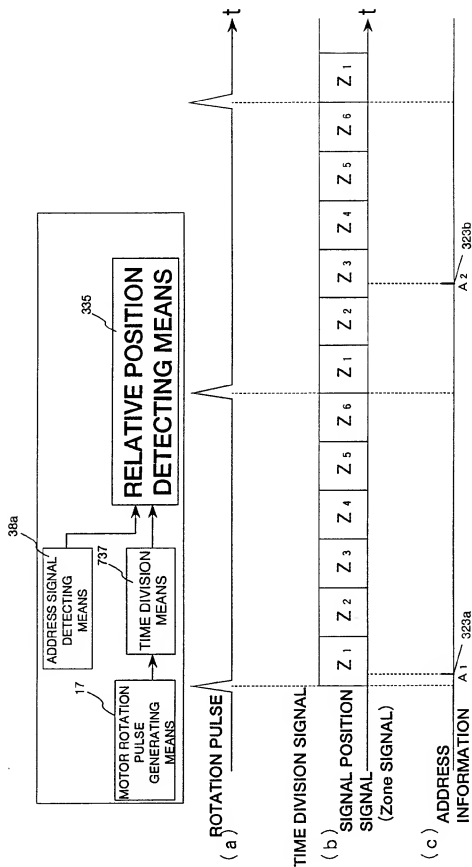 38a
ADDRESS SIGNAL
DETECTING
MEANS
17
MOTOR ROTATION
PULSE
GENERATING
MEANS
737
TIME DIVISION
MEANS
335
RELATIVE POSITION
DETECTING MEANS
(a) ROTATION PULSE
t
TIME DIVISION SIGNAL
(b) SIGNAL POSITION
SIGNAL
(Zone SIGNAL)
Z1 Z2 Z3 Z4 Z5 Z6 Z1 Z2 Z3 Z4 Z5 Z6 Z1
t
(c) ADDRESS
INFORMATION
A1
323a
A2
323b